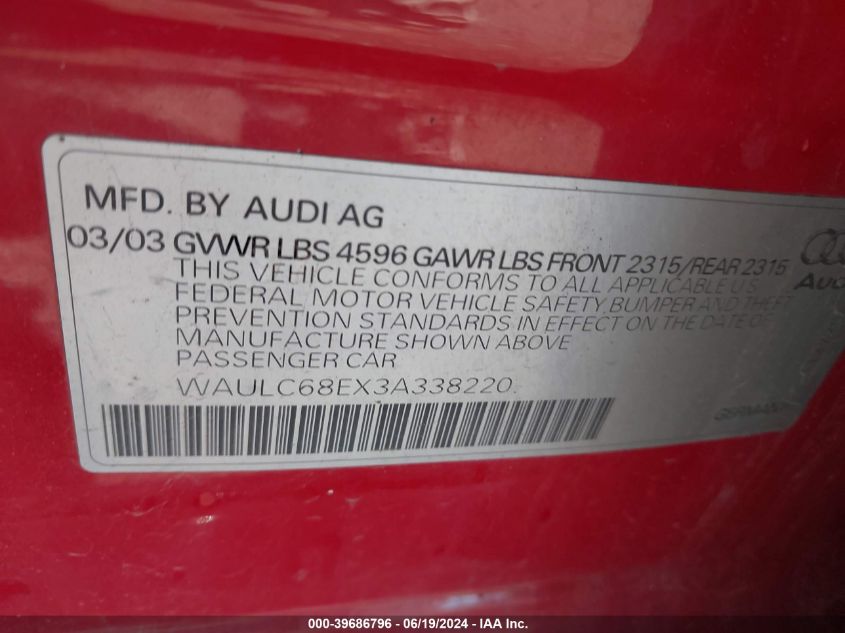 MFD. BY AUDI AG
03/03 GVWR LBS 4596 GAWR LBS FRONT 2315/REAR 2315
THIS VEHICLE CONFORMS TO ALL APPLICABLE U.S.
FEDERAL MOTOR VEHICLE SAFETY, BUMPER AND THEFT
PREVENTION STANDARDS IN EFFECT ON THE DATE OF
MANUFACTURE SHOWN ABOVE
PASSENGER CAR
WAULC68EX3A338220
000-39686796 - 06/19/2024 - IAA Inc.